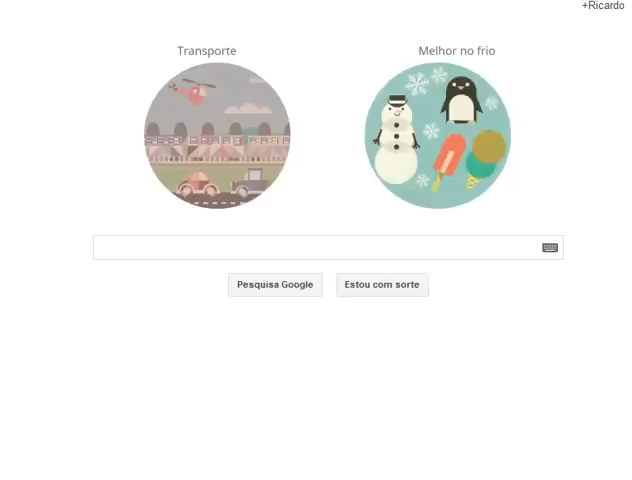 +Ricardo
Transporte
Melhor no frio
Pesquisa Google
Estou com sorte